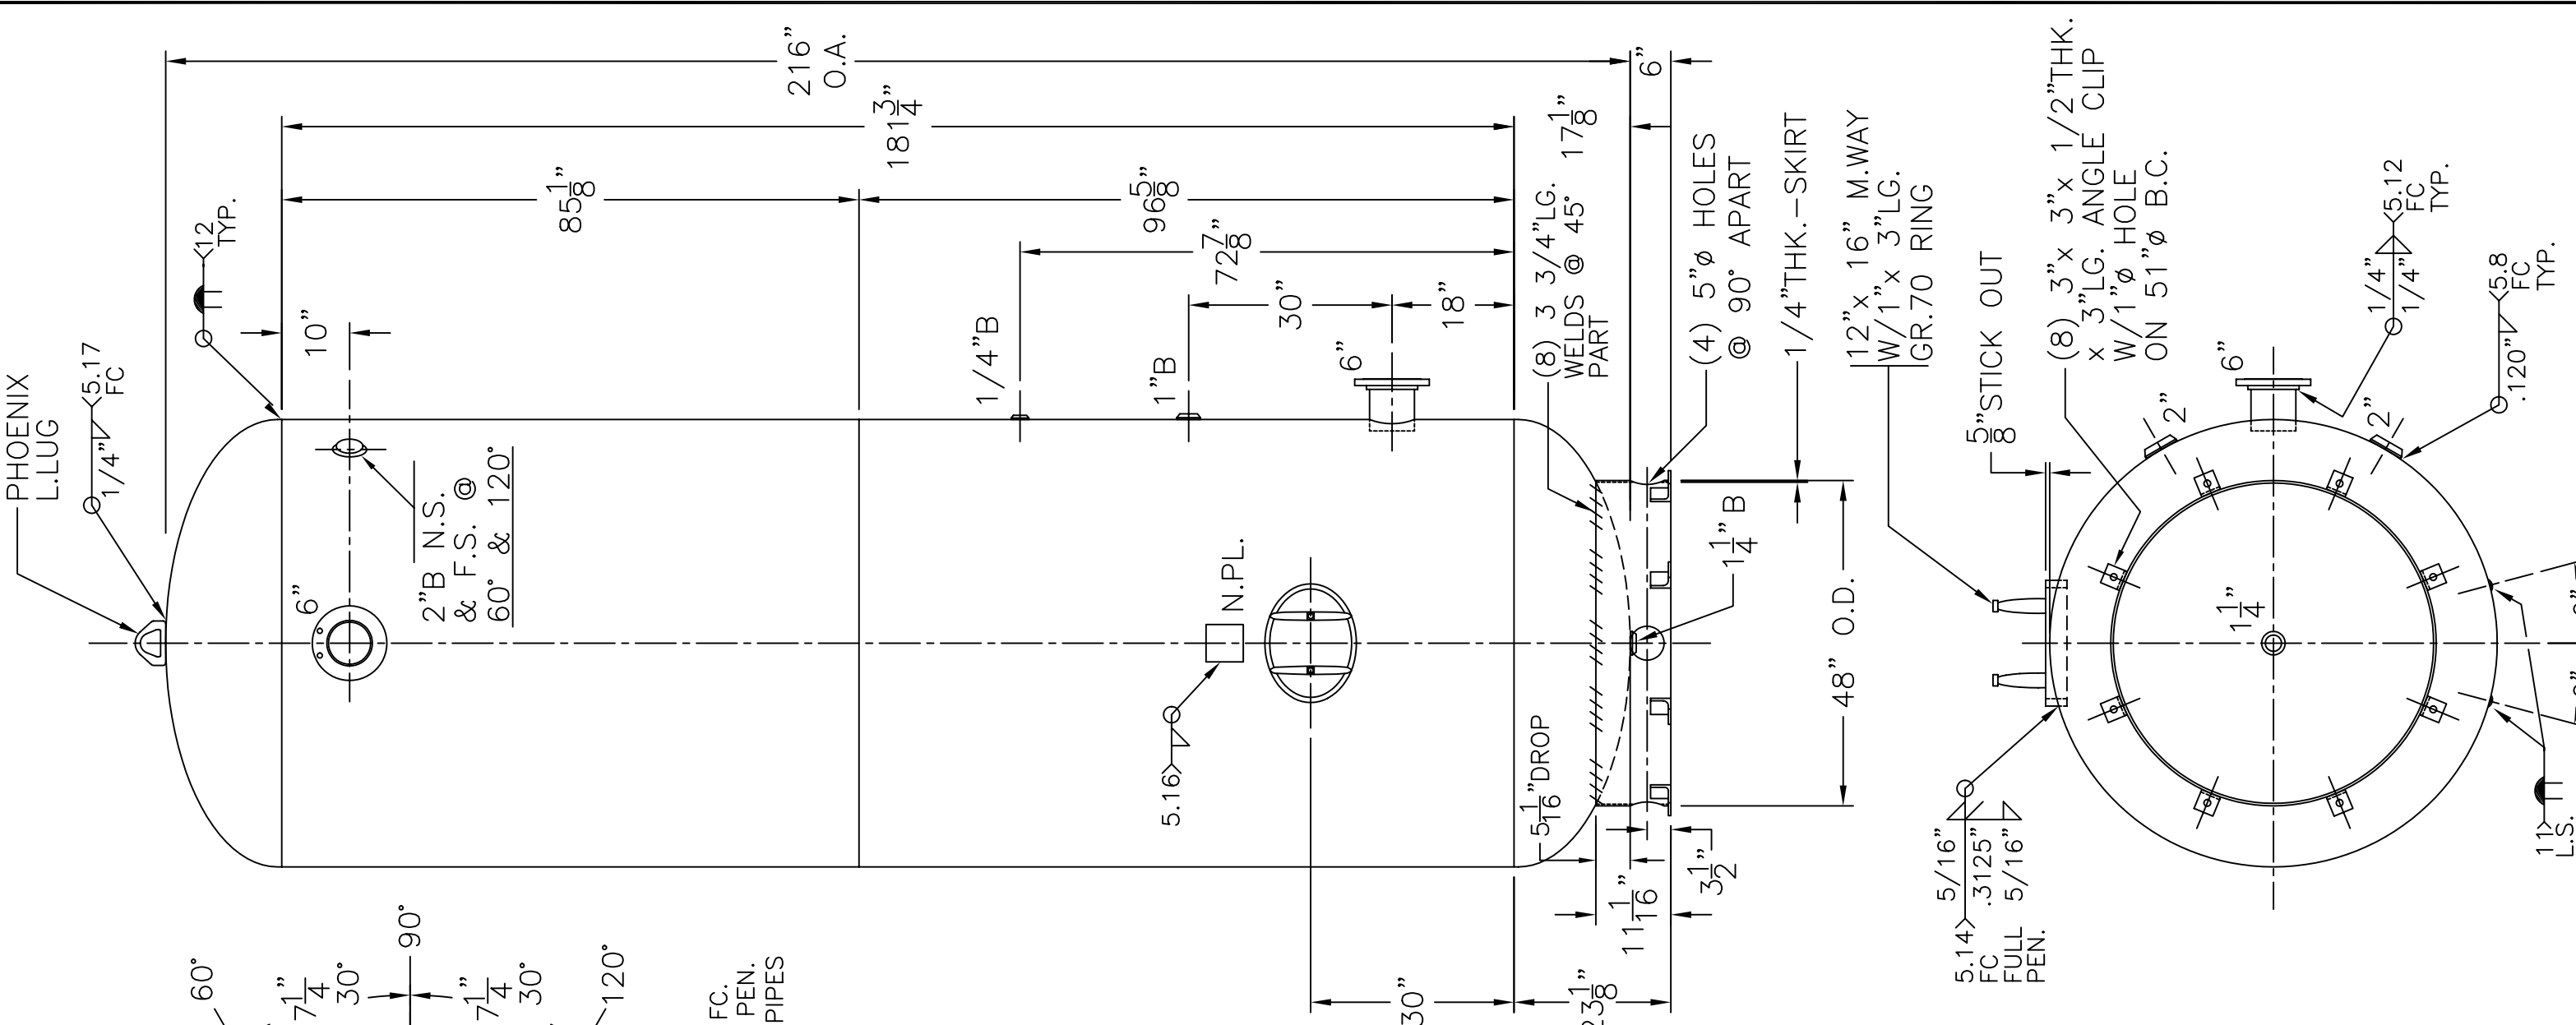 PHOENIX
L.LUG
5.17
FC
1/4"
12
TYP.
10"
6"
2"B N.S.
& F.S. @
60° & 120°
216"
O.A.
181 3/4"
85 1/8"
96 5/8"
72 7/8"
30"
18"
1/4"B
1"B
6"
17 1/8"
6"
(8) 3 3/4"LG.
WELDS @ 45°
PART
(4) 5"ø HOLES
@ 90° APART
1/4"THK.-SKIRT
12"x 16" M.WAY
W/1"x 3"LG.
GR.70 RING
N.PL.
5.16
1 1/4" B
48" O.D.
5 1/16"DROP
3 1/2"
11 1/16"
30"
23 1/8"
60°
7 1/4"
30°
90°
7 1/4"
30°
120°
FC.
PEN.
PIPES
5/8"STICK OUT
(8) 3"x 3"x 1/2"THK.
x 3"LG. ANGLE CLIP
W/1"ø HOLE
ON 51"ø B.C.
5.12
FC
TYP.
1/4"
1/4"
5.8
FC
TYP.
.120"
6"
2"
2"
1 1/4"
5.14
FC
FULL
PEN.
5/16"
.3125"
5/16"
11
L.S.